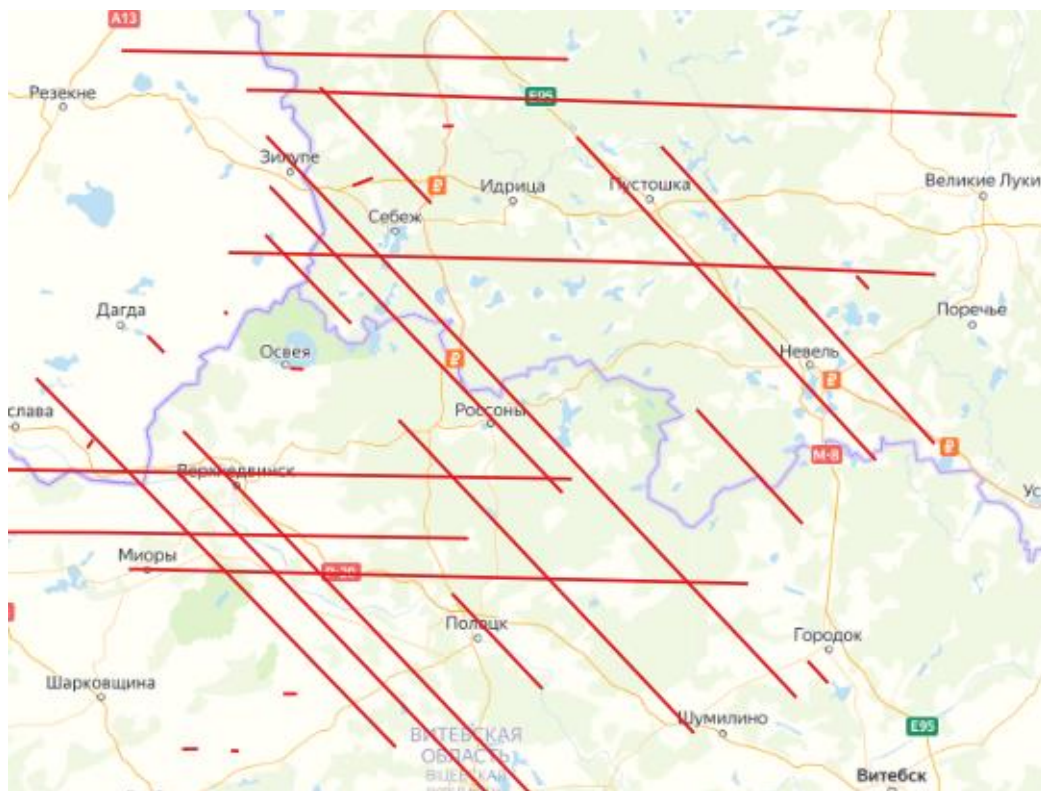 A13
Резекне
E95
Зилупе
Идрица
Пустошка
Великие Луки
Себеж
Дагда
Поречье
Освея
Невель
слава
Россоны
М-8
Верхнедвинск
Ус
Миоры
Полоцк
Городок
Шарковщина
Шумилино
ВИТЕБСКАЯ
ОБЛАСТЬ
E95
Витебск